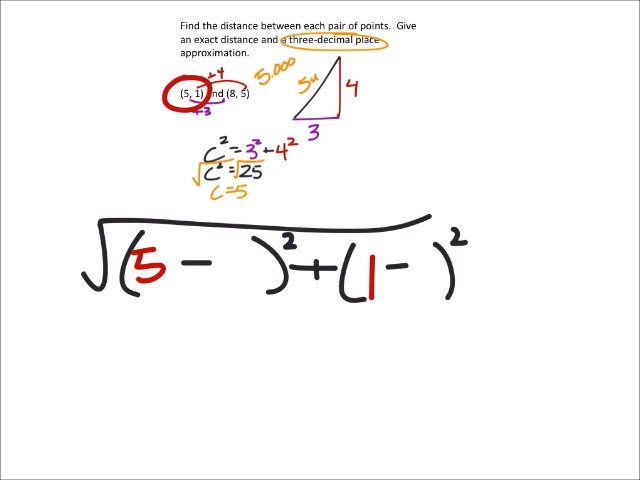 Find the distance between each pair of points. Give
an exact distance and a three-decimal place
approximation.
+4
5.000
(5, 1) and (8, 5)
+3
5u
4
3
c² = 3² + 4²
√c² = √25
c = 5
√(5 - )² + (1 - )²